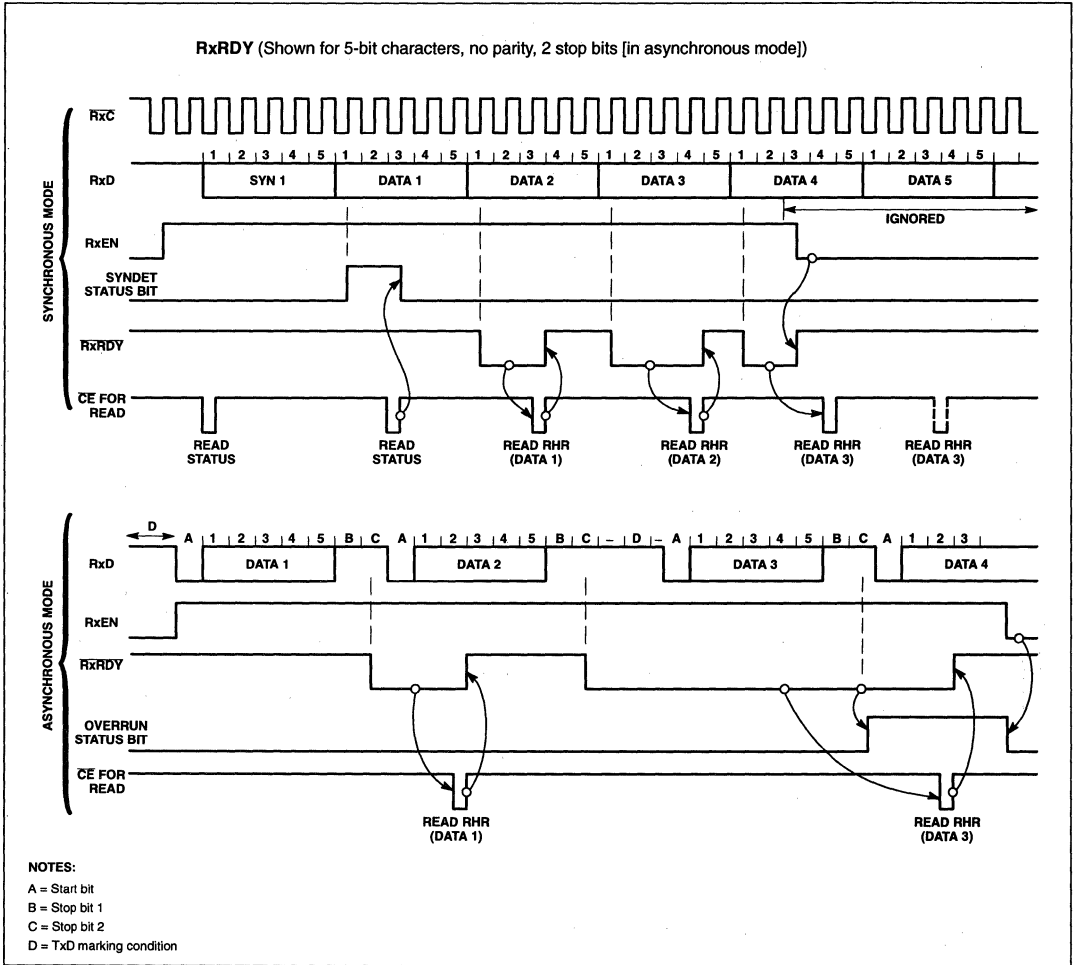 RxRDY (Shown for 5-bit characters, no parity, 2 stop bits [in asynchronous mode])
SYNCHRONOUS MODE
RxC
1 2 3 4 5 1 2 3 4 5 1 2 3 4 5 1 2 3 4 5 1 2 3 4 5 1 2 3 4 5
RxD SYN 1 DATA 1 DATA 2 DATA 3 DATA 4 DATA 5
IGNORED
RxEN
SYNDET
STATUS BIT
RxRDY
CE FOR
READ
READ
STATUS
READ
STATUS
READ RHR
(DATA 1)
READ RHR
(DATA 2)
READ RHR
(DATA 3)
READ RHR
(DATA 3)
ASYNCHRONOUS MODE
D
A 1 2 3 4 5 B C A 1 2 3 4 5 B C – D – A 1 2 3 4 5 B C A 1 2 3
RxD DATA 1 DATA 2 DATA 3 DATA 4
RxEN
RxRDY
OVERRUN
STATUS BIT
CE FOR
READ
READ RHR
(DATA 1)
READ RHR
(DATA 3)
NOTES:
A = Start bit
B = Stop bit 1
C = Stop bit 2
D = TxD marking condition